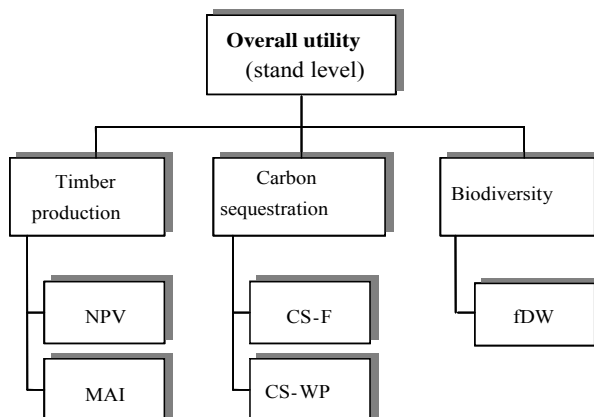 Overall utility
(stand level)
Timber
production
Carbon
sequestration
Biodiversity
NPV
CS-F
fDW
MAI
CS-WP